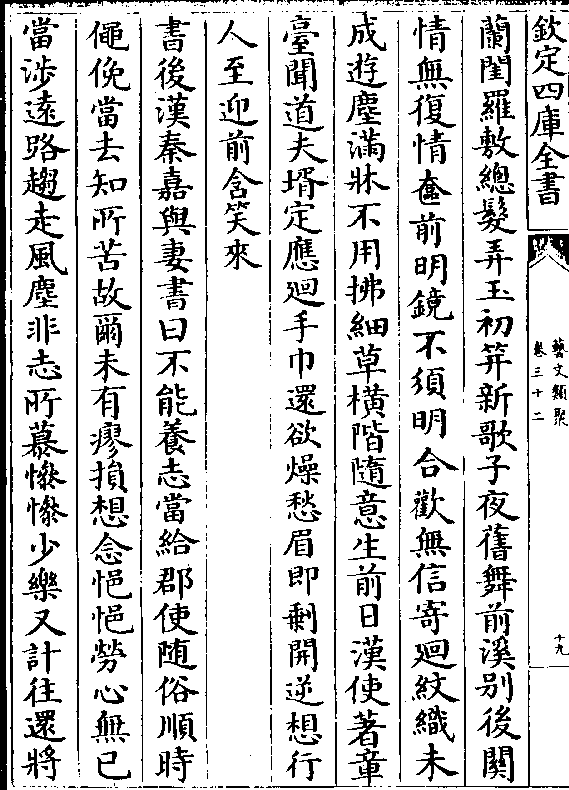 欽定四庫全書
藝文類聚
卷三十二
十九
蘭閨羅敷總髮弄玉初笄新歌子夜舊舞前溪别後關
情無復情奩前明鏡不須明合歡無信寄廻紋織未
成遊塵滿牀不用拂細草橫階隨意生前日漢使著章
臺聞道夫壻定應廻手巾還欲燥愁眉即剩開逆想行
人至迎前含笑來
書後漢秦嘉與妻書曰不能養志當給郡使随俗順時
僶俛當去知所苦故爾未有瘳損想念悒悒勞心無已
當涉逺路趨走風塵非志所慕慘慘少樂又計往還將